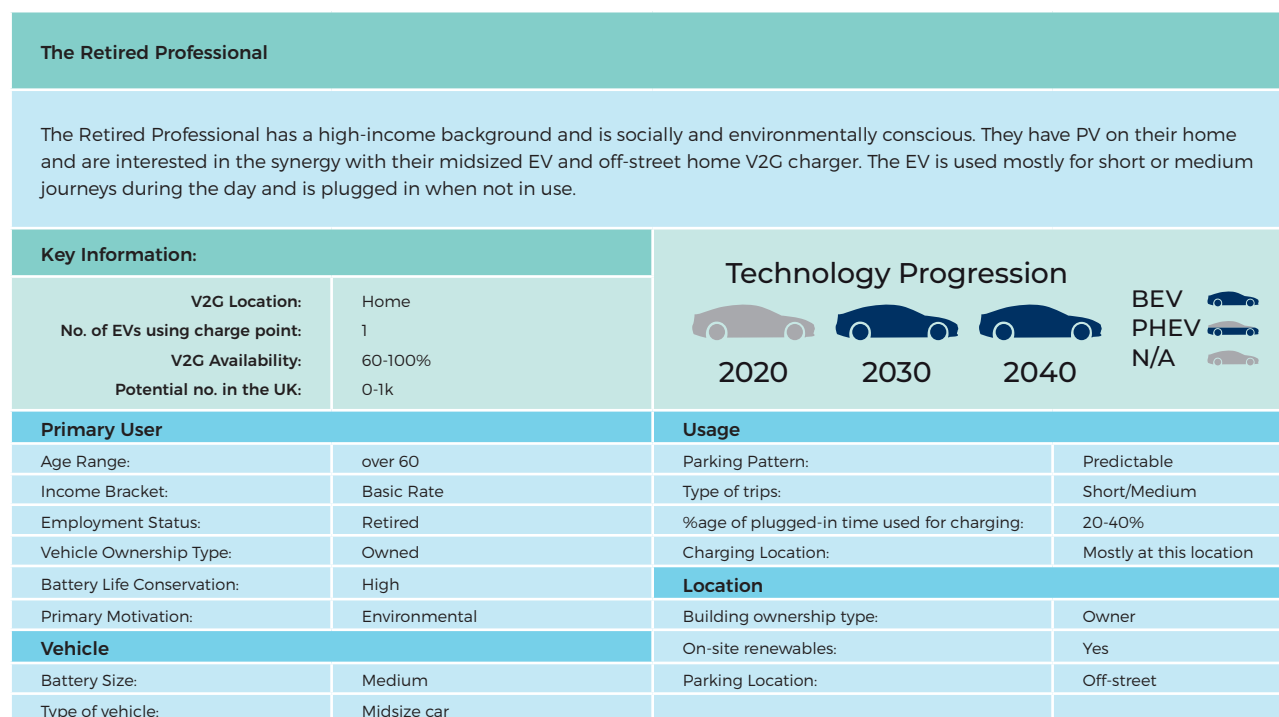 The Retired Professional
The Retired Professional has a high-income background and is socially and environmentally conscious. They have PV on their home
and are interested in the synergy with their midsized EV and off-street home V2G charger. The EV is used mostly for short or medium
journeys during the day and is plugged in when not in use.
Key Information:
V2G Location: Home
No. of EVs using charge point: 1
V2G Availability: 60-100%
Potential no. in the UK: 0-1k
Technology Progression
2020 2030 2040
BEV
PHEV
N/A
Primary User
Age Range: over 60
Income Bracket: Basic Rate
Employment Status: Retired
Vehicle Ownership Type: Owned
Battery Life Conservation: High
Primary Motivation: Environmental
Vehicle
Battery Size: Medium
Type of vehicle: Midsize car
Usage
Parking Pattern: Predictable
Type of trips: Short/Medium
%age of plugged-in time used for charging: 20-40%
Charging Location: Mostly at this location
Location
Building ownership type: Owner
On-site renewables: Yes
Parking Location: Off-street